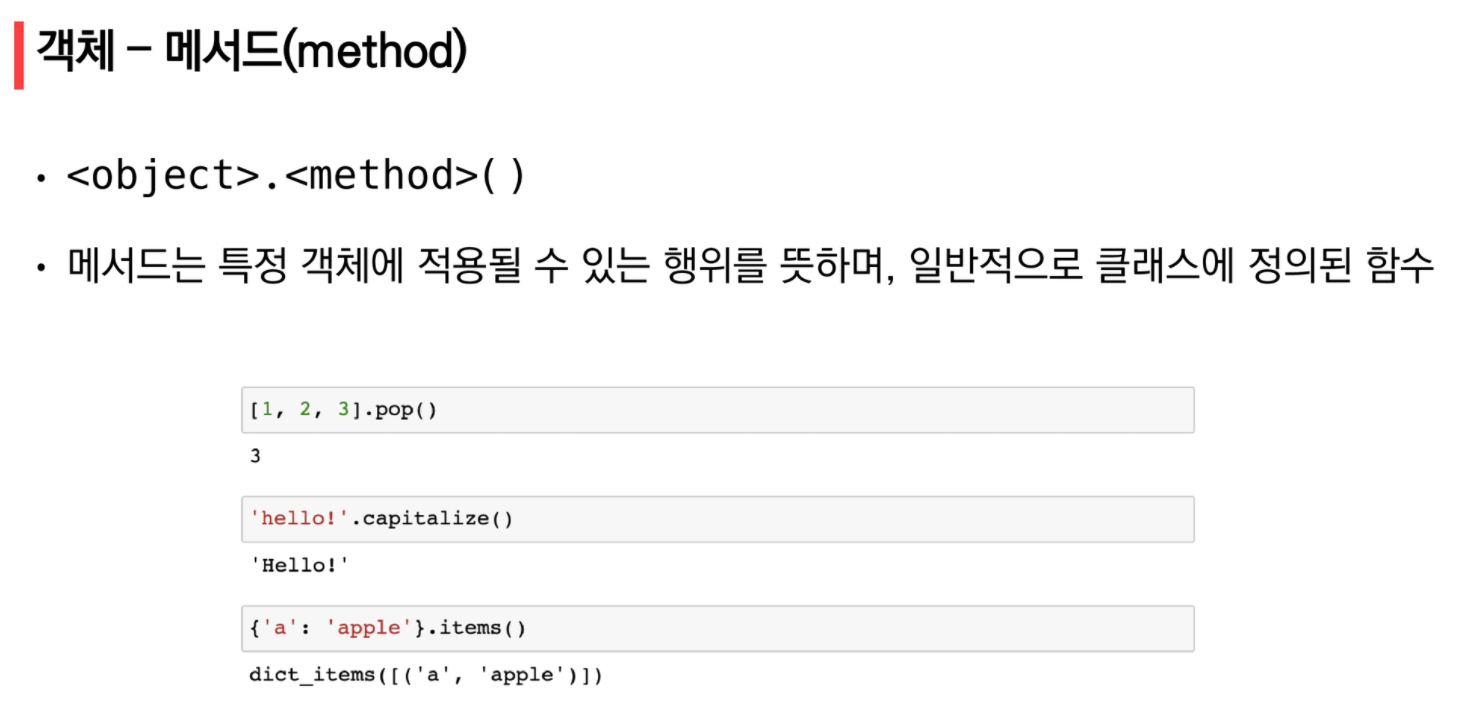 객체 – 메서드(method)
• <object>.<method>()
• 메서드는 특정 객체에 적용될 수 있는 행위를 뜻하며, 일반적으로 클래스에 정의된 함수
[1, 2, 3].pop()
3
'hello!'.capitalize()
'Hello!'
{'a': 'apple'}.items()
dict_items([('a', 'apple')])